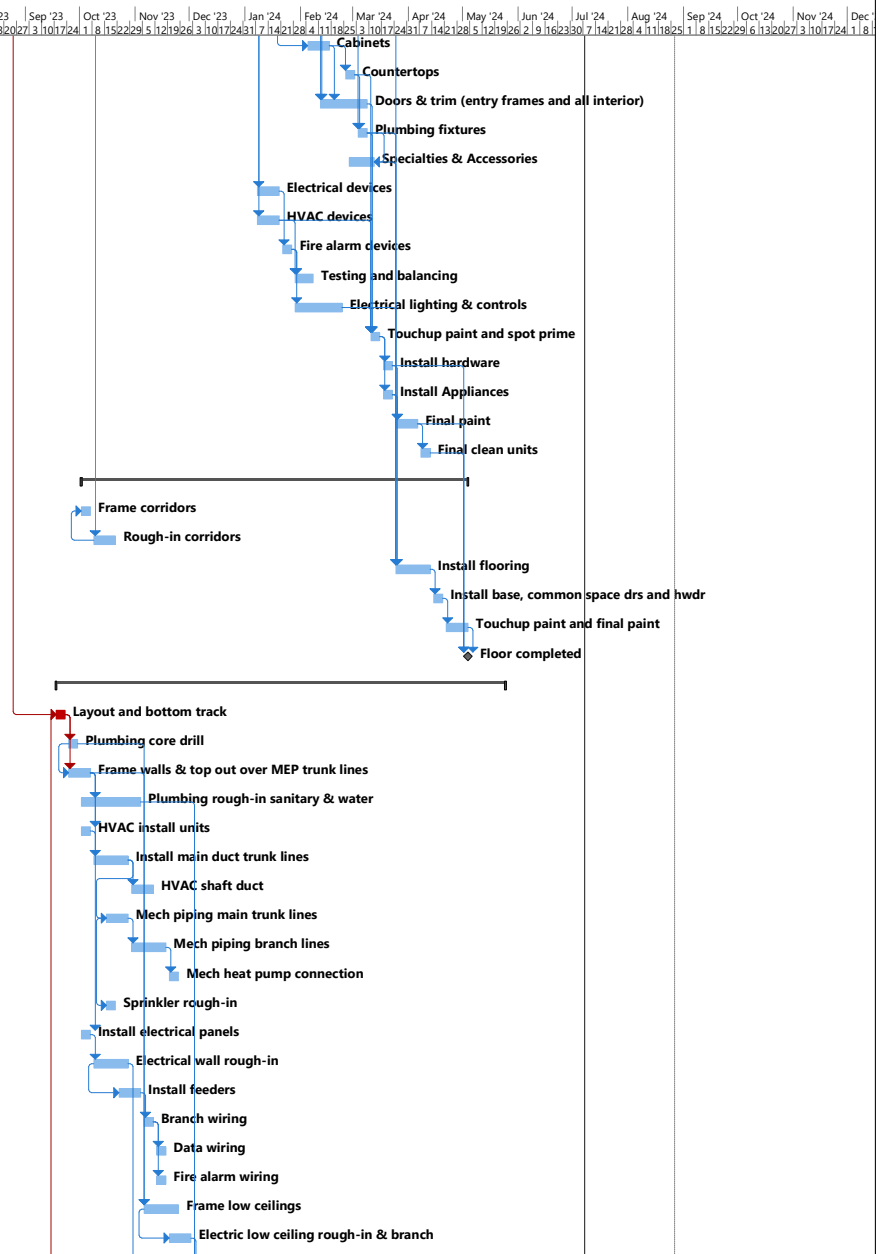 23 Sep '23 Oct '23 Nov '23 Dec '23 Jan '24 Feb '24 Mar '24 Apr '24 May '24 Jun '24 Jul '24 Aug '24 Sep '24 Oct '24 Nov '24 Dec '
Cabinets
Countertops
Doors & trim (entry frames and all interior)
Plumbing fixtures
Specialties & Accessories
Electrical devices
HVAC devices
Fire alarm devices
Testing and balancing
Electrical lighting & controls
Touchup paint and spot prime
Install hardware
Install Appliances
Final paint
Final clean units
Frame corridors
Rough-in corridors
Install flooring
Install base, common space drs and hwdr
Touchup paint and final paint
Floor completed
Layout and bottom track
Plumbing core drill
Frame walls & top out over MEP trunk lines
Plumbing rough-in sanitary & water
HVAC install units
Install main duct trunk lines
HVAC shaft duct
Mech piping main trunk lines
Mech piping branch lines
Mech heat pump connection
Sprinkler rough-in
Install electrical panels
Electrical wall rough-in
Install feeders
Branch wiring
Data wiring
Fire alarm wiring
Frame low ceilings
Electric low ceiling rough-in & branch